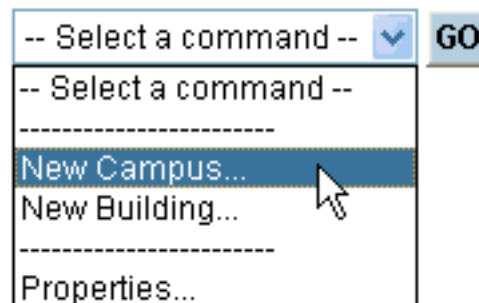 -- Select a command -- GO
-- Select a command --
------------------------
New Campus...
New Building...
------------------------
Properties...